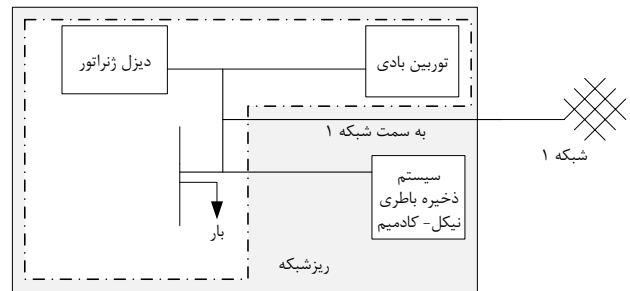 توربین بادی
دیزل ژنراتور
به سمت شبکه ۱
شبکه ۱
سیستم
ذخیره باطری
نیکل- کادمیم
بار
ریزشبکه